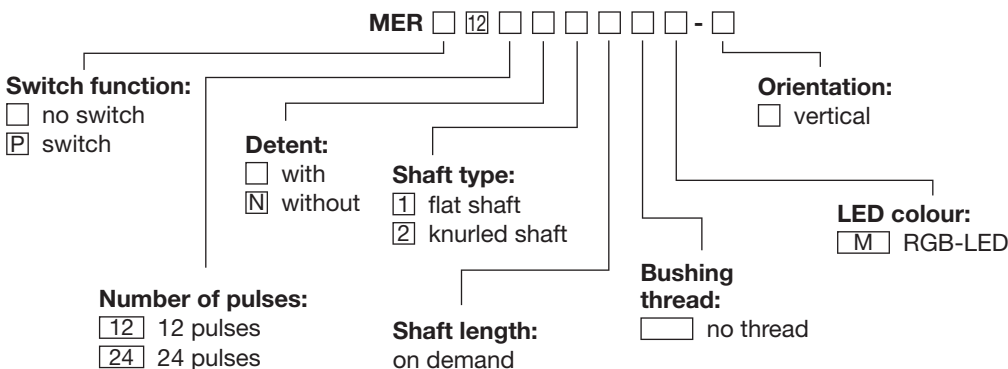 MER 12 -
Switch function:
no switch
P switch
Number of pulses:
12 12 pulses
24 24 pulses
Detent:
with
N without
Shaft type:
1 flat shaft
2 knurled shaft
Shaft length:
on demand
Bushing
thread:
no thread
LED colour:
M RGB-LED
Orientation:
vertical